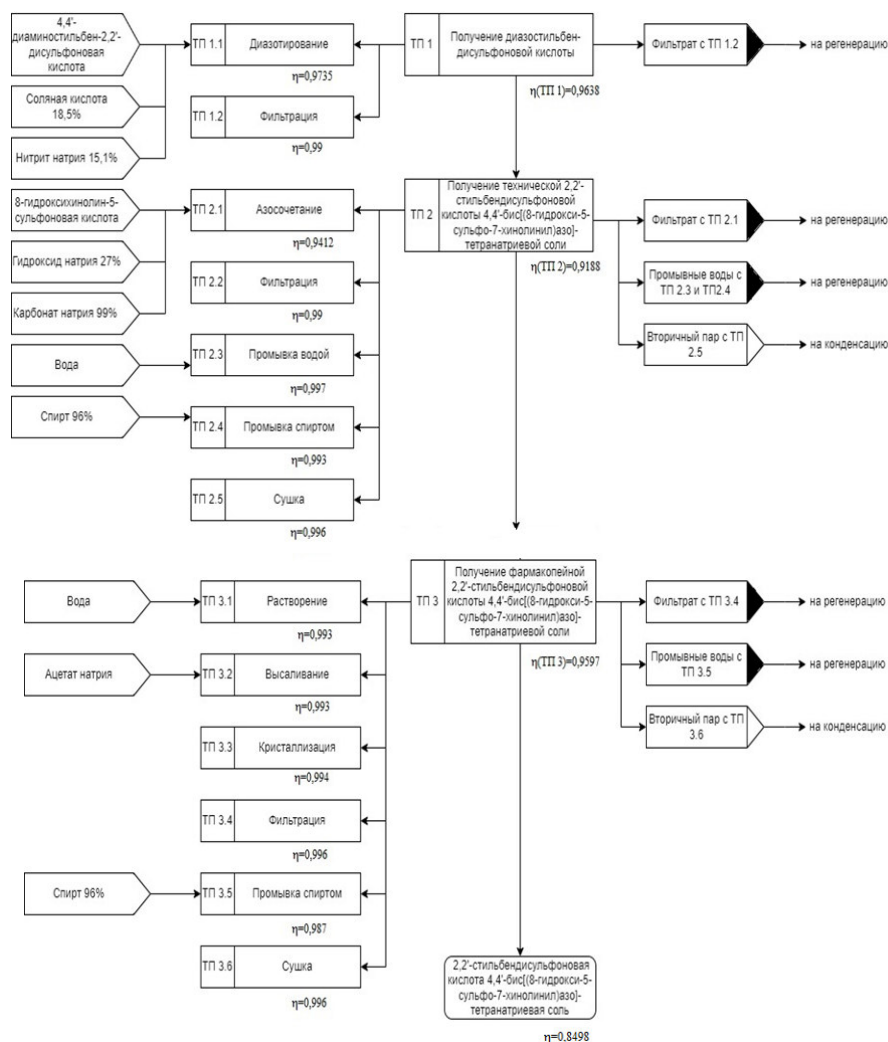 4,4'-
диаминостильбен-2,2'-
дисульфоновая
кислота
ТП 1.1
Диазотирование
η=0,9735
ТП 1
Получение диазостильбен-
дисульфоновой кислоты
η(ТП 1)=0,9638
Фильтрат с ТП 1.2
на регенерацию
Соляная кислота
18,5%
ТП 1.2
Фильтрация
η=0,99
Нитрит натрия 15,1%
8-гидроксихинолин-5-
сульфоновая кислота
ТП 2.1
Азосочетание
η=0,9412
ТП 2
Получение технической 2,2'-
стильбендисульфоновой
кислоты 4,4'-бис[(8-гидрокси-5-
сульфо-7-хинолинил)азо]-
тетранатриевой соли
η(ТП 2)=0,9188
Фильтрат с ТП 2.1
на регенерацию
Гидроксид натрия 27%
ТП 2.2
Фильтрация
η=0,99
Промывные воды с
ТП 2.3 и ТП2.4
на регенерацию
Карбонат натрия 99%
Вода
ТП 2.3
Промывка водой
η=0,997
Вторичный пар с ТП
2.5
на конденсацию
Спирт 96%
ТП 2.4
Промывка спиртом
η=0,993
ТП 2.5
Сушка
η=0,996
Вода
ТП 3.1
Растворение
η=0,993
ТП 3
Получение фармакопейной
2,2'-стильбендисульфоновой
кислоты 4,4'-бис[(8-гидрокси-5-
сульфо-7-хинолинил)азо]-
тетранатриевой соли
η(ТП 3)=0,9597
Фильтрат с ТП 3.4
на регенерацию
Ацетат натрия
ТП 3.2
Высаливание
η=0,993
Промывные воды с
ТП 3.5
на регенерацию
ТП 3.3
Кристаллизация
η=0,994
Вторичный пар с ТП
3.6
на конденсацию
ТП 3.4
Фильтрация
η=0,996
Спирт 96%
ТП 3.5
Промывка спиртом
η=0,987
ТП 3.6
Сушка
η=0,996
2,2'-стильбендисульфоновая
кислота 4,4'-бис[(8-гидрокси-5-
сульфо-7-хинолинил)азо]-
тетранатриевая соль
η=0,8498